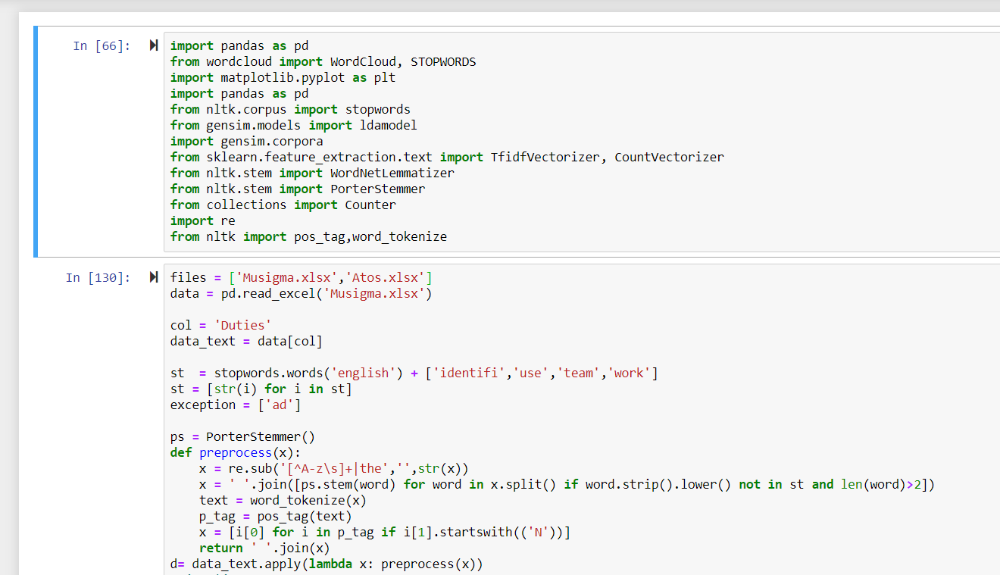 In [66]:
import pandas as pd
from wordcloud import WordCloud, STOPWORDS
import matplotlib.pyplot as plt
import pandas as pd
from nltk.corpus import stopwords
from gensim.models import ldamodel
import gensim.corpora
from sklearn.feature_extraction.text import TfidfVectorizer, CountVectorizer
from nltk.stem import WordNetLemmatizer
from nltk.stem import PorterStemmer
from collections import Counter
import re
from nltk import pos_tag,word_tokenize
In [130]:
files = ['Musigma.xlsx','Atos.xlsx']
data = pd.read_excel('Musigma.xlsx')
col = 'Duties'
data_text = data[col]
st  = stopwords.words('english') + ['identifi','use','team','work']
st = [str(i) for i in st]
exception = ['ad']
ps = PorterStemmer()
def preprocess(x):
    x = re.sub('[^A-z\s]+|the','',str(x))
    x = ' '.join([ps.stem(word) for word in x.split() if word.strip().lower() not in st and len(word)>2])
    text = word_tokenize(x)
    p_tag = pos_tag(text)
    x = [i[0] for i in p_tag if i[1].startswith(('N'))]
    return ' '.join(x)
d= data_text.apply(lambda x: preprocess(x))